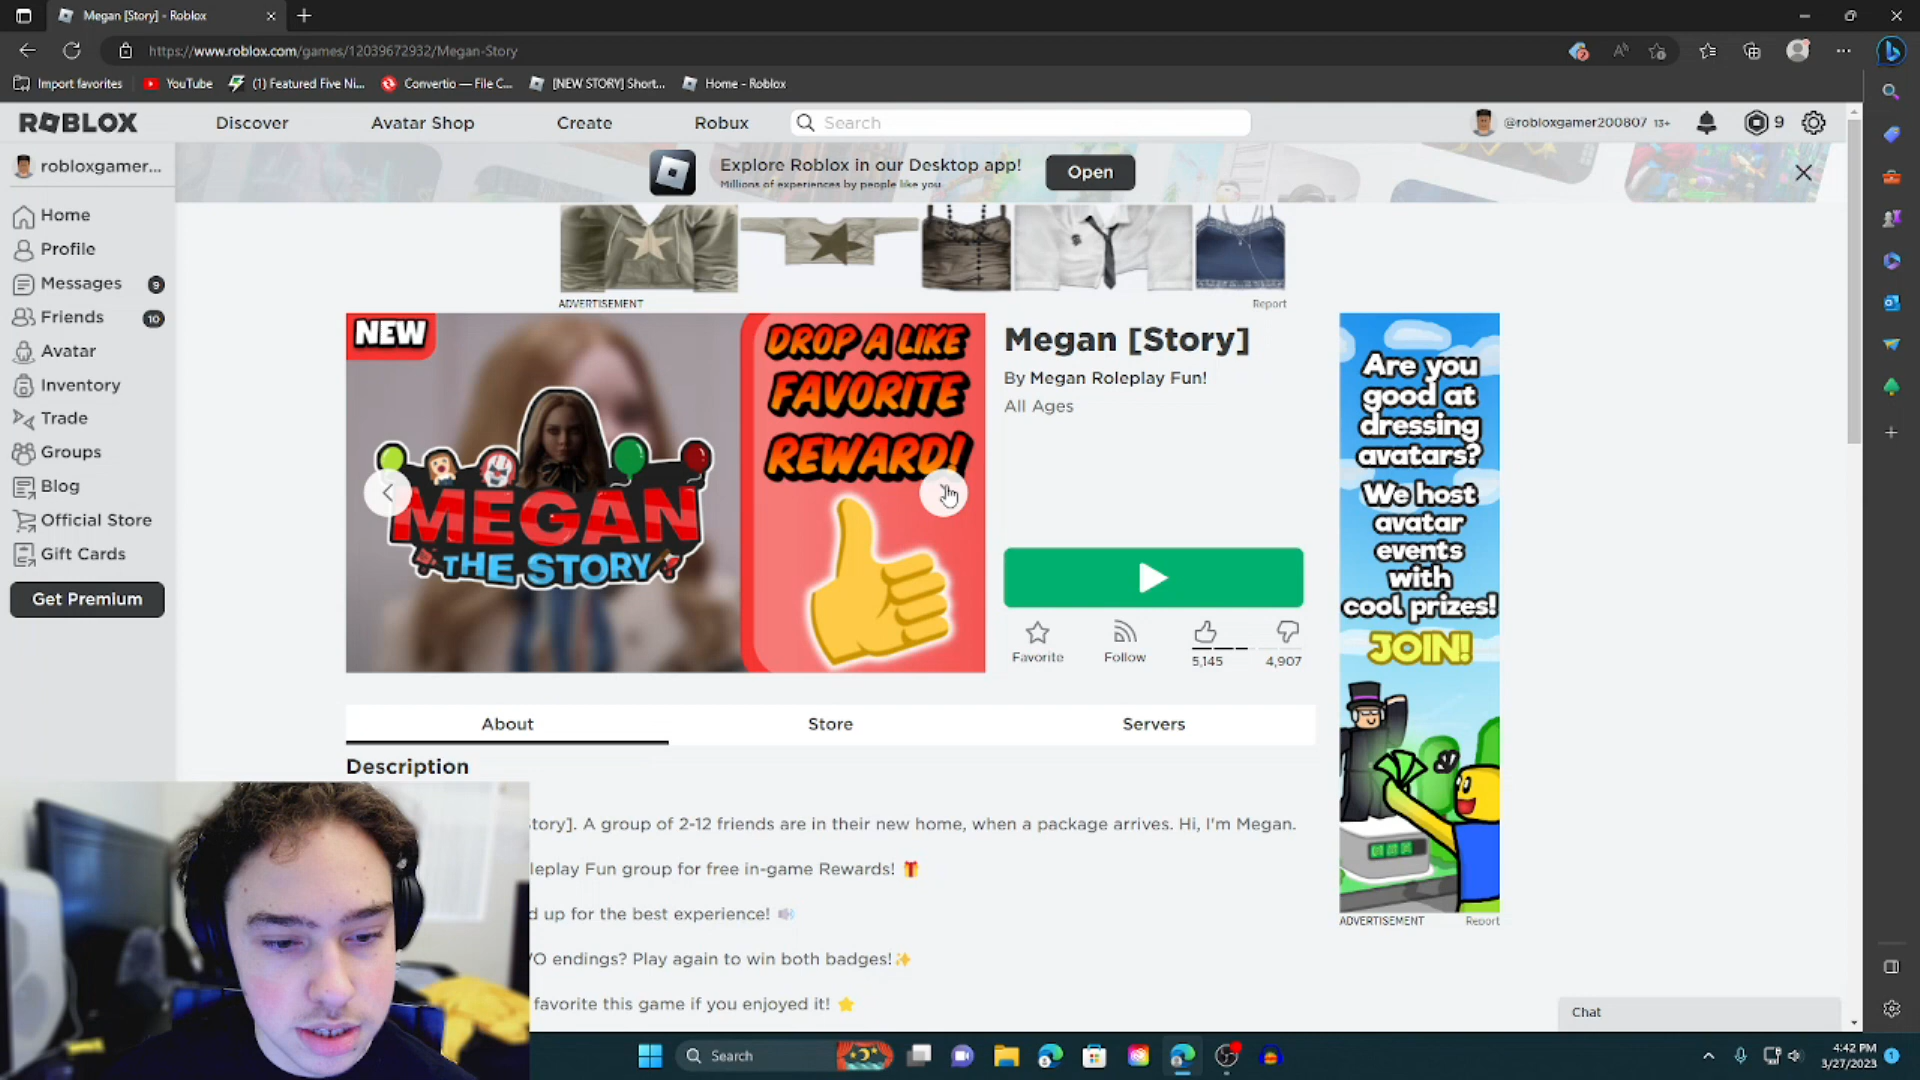 Megan [Story] - Roblox
https://www.roblox.com/games/12039672932/Megan-Story
Import favorites
YouTube
(1) Featured Five Ni...
Convertio — File C...
[NEW STORY] Short...
Home - Roblox
ROBLOX
Discover
Avatar Shop
Create
Robux
Search
@robloxgamer200807 13+
9
robloxgamer...
Explore Roblox in our Desktop app!
Millions of experiences by people like you
Open
Home
Profile
Messages 9
Friends 10
Avatar
Inventory
Trade
Groups
Blog
Official Store
Gift Cards
Get Premium
ADVERTISEMENT
Report
NEW
MEGAN
THE STORY
DROP A LIKE
FAVORITE
REWARD!
Megan [Story]
By Megan Roleplay Fun!
All Ages
Favorite
Follow
5,145
4,907
Are you
good at
dressing
avatars?
We host
avatar
events
with
cool prizes!
JOIN!
ADVERTISEMENT
Report
About
Store
Servers
Description
tory]. A group of 2-12 friends are in their new home, when a package arrives. Hi, I'm Megan.
leplay Fun group for free in-game Rewards!
d up for the best experience!
O endings? Play again to win both badges!
favorite this game if you enjoyed it!
Chat
Search
4:42 PM
3/27/2023
1